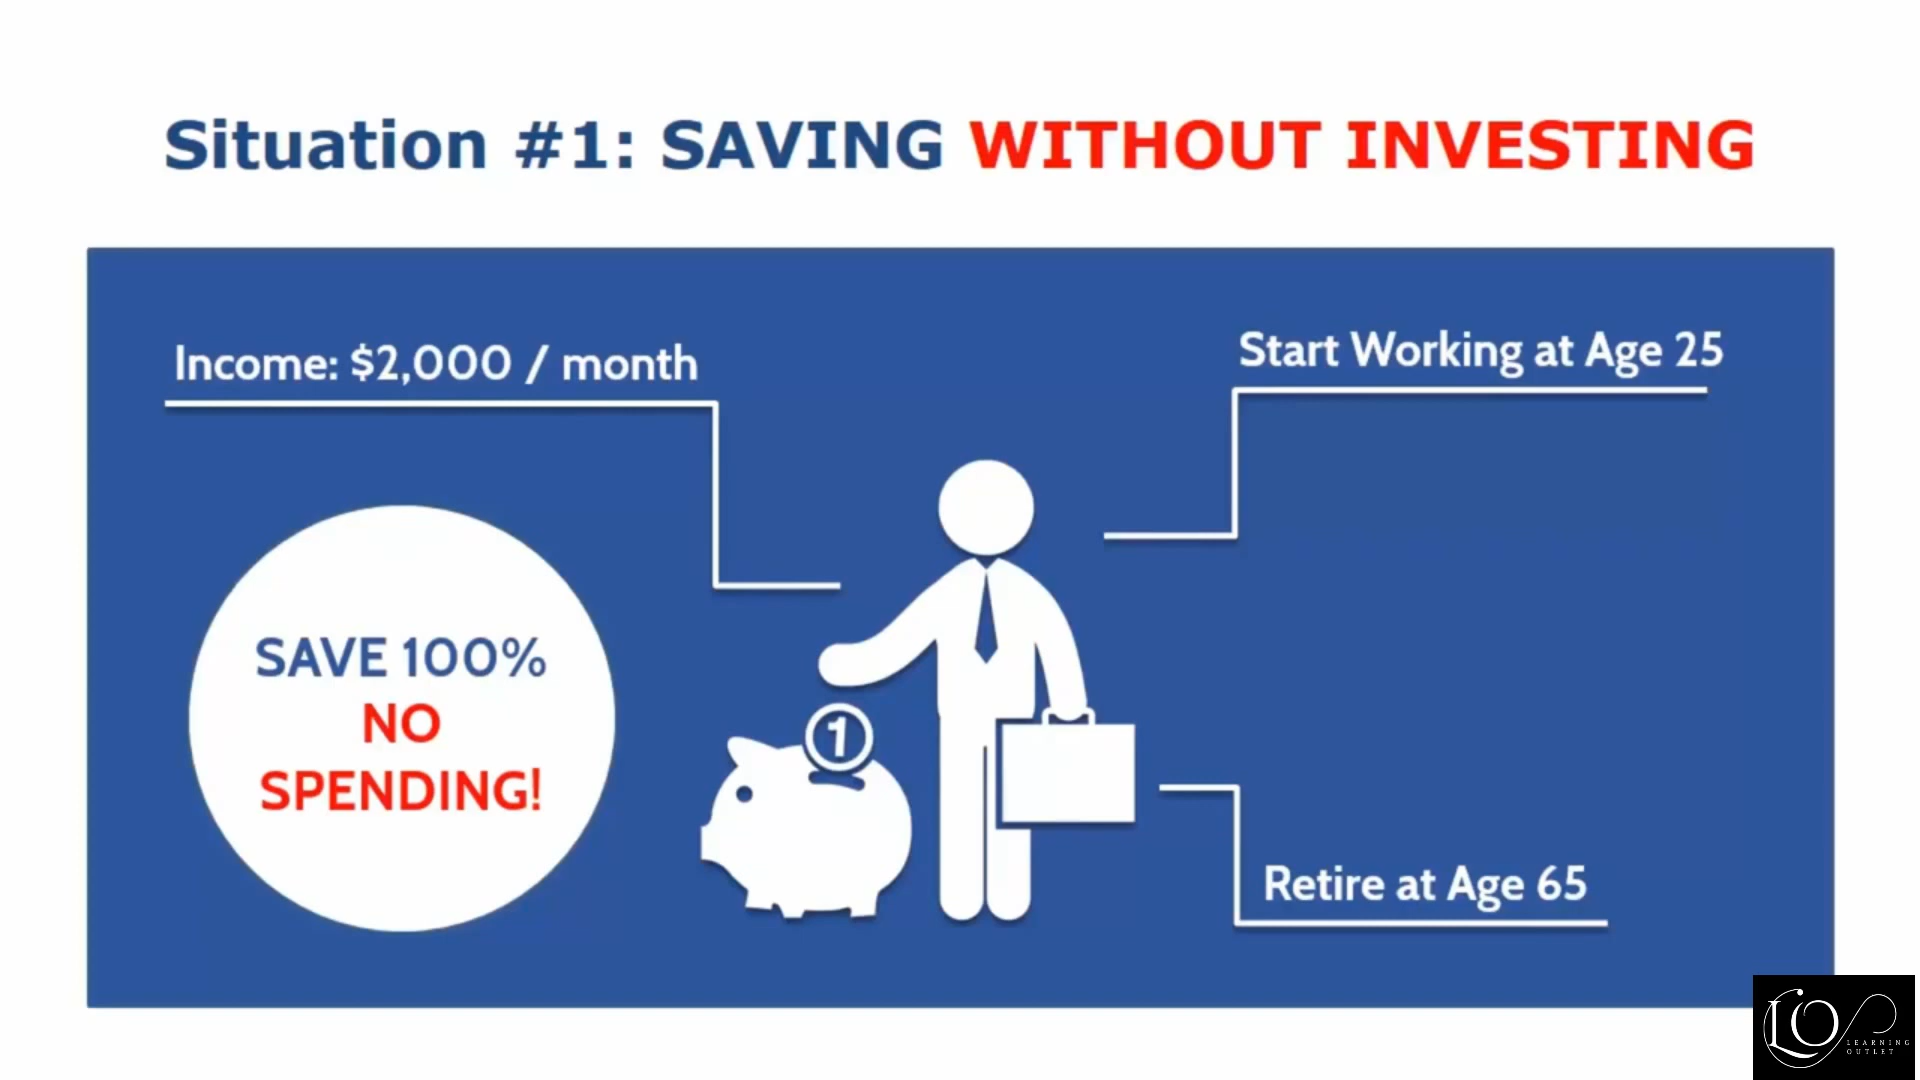 Situation #1: SAVING WITHOUT INVESTING
Income: $2,000 / month
Start Working at Age 25
SAVE 100%
NO
SPENDING!
1
Retire at Age 65
LO
LEARNING
OUTLET